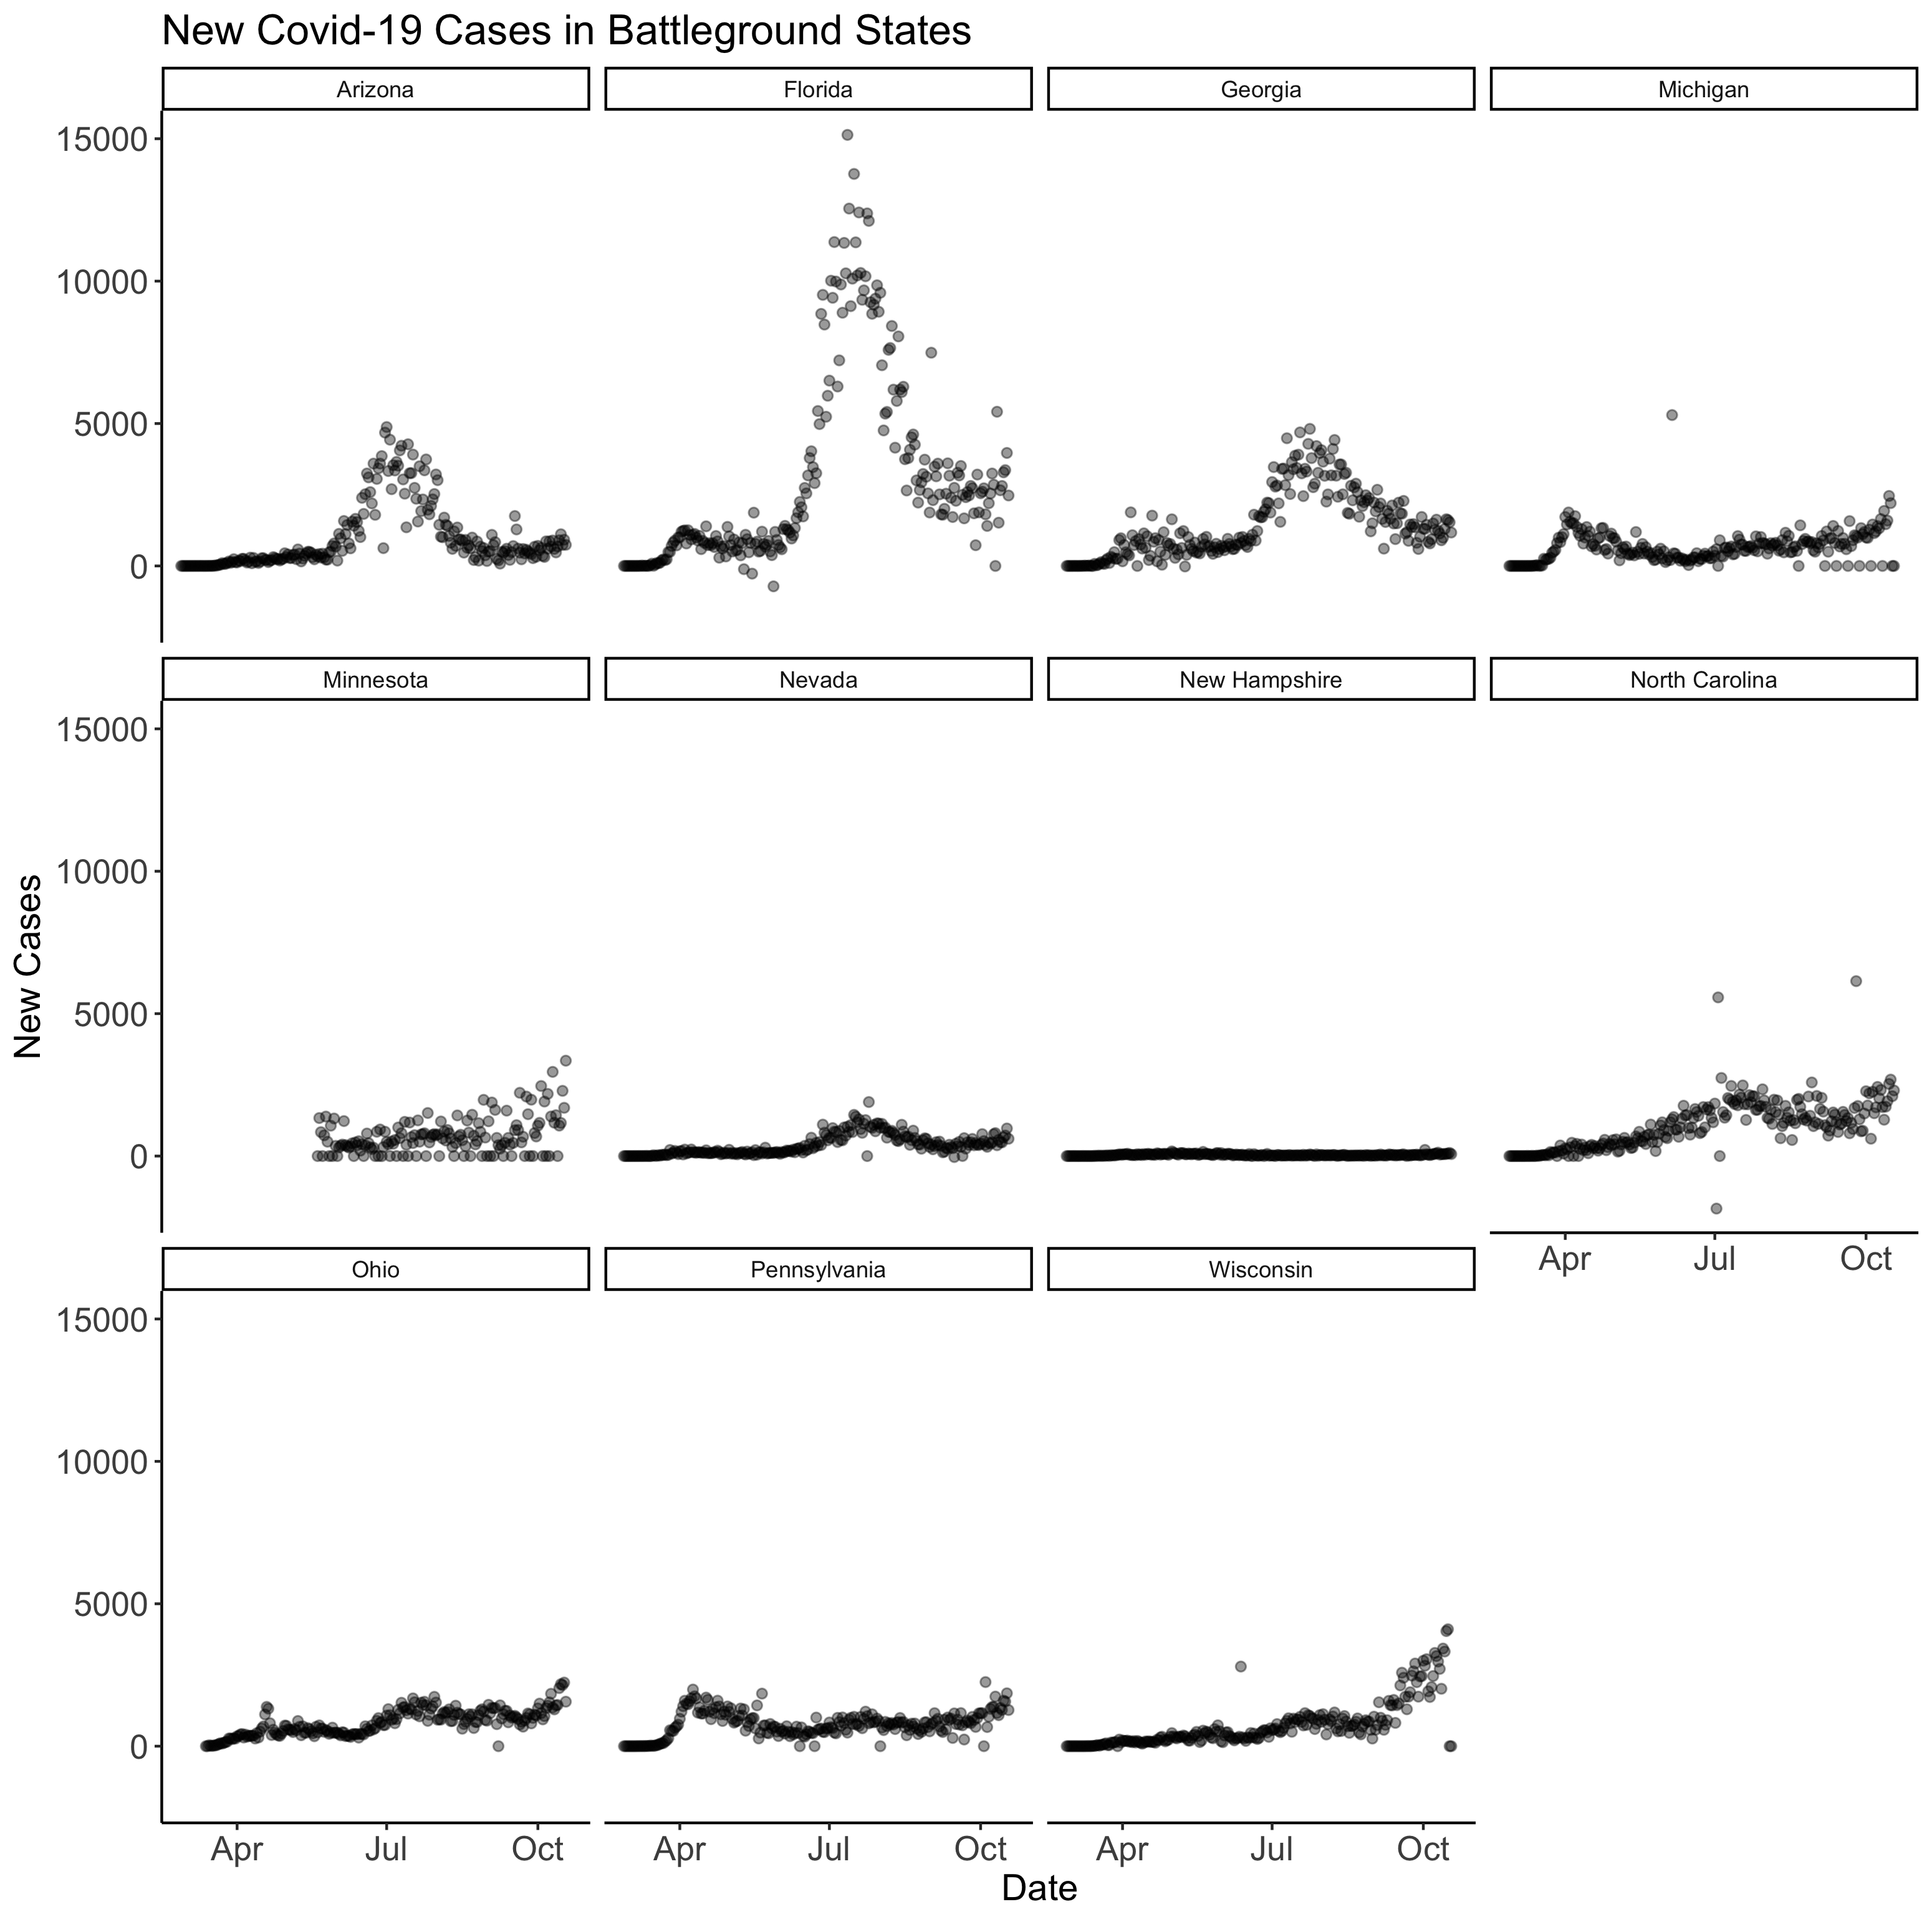 New Covid-19 Cases in Battleground States
Arizona
Florida
Georgia
Michigan
15000
10000
5000
0
Minnesota
Nevada
New Hampshire
North Carolina
15000
10000
5000
0
New Cases
Apr Jul Oct
Ohio
Pennsylvania
Wisconsin
15000
10000
5000
0
Apr Jul Oct
Apr Jul Oct
Apr Jul Oct
Date